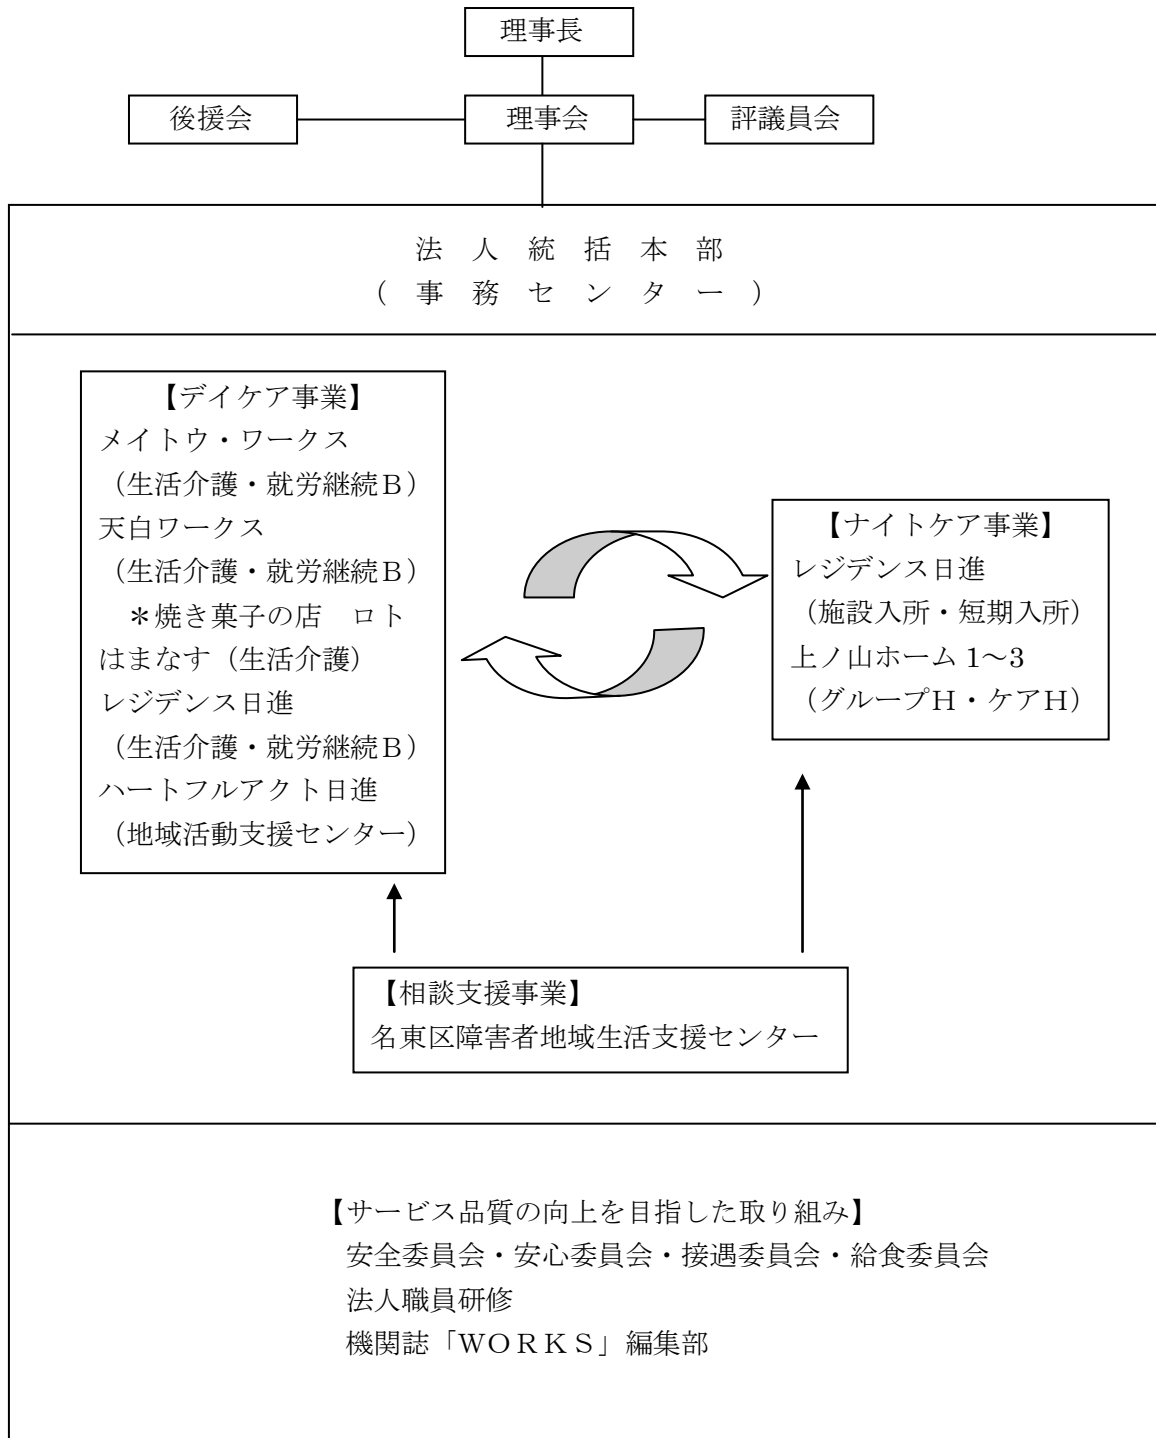 理事長
後援会
理事会
評議員会
法人統括本部
（事務センター）
【デイケア事業】
メイトウ・ワークス
（生活介護・就労継続Ｂ）
天白ワークス
（生活介護・就労継続Ｂ）
＊焼き菓子の店　ロト
はまなす（生活介護）
レジデンス日進
（生活介護・就労継続Ｂ）
ハートフルアクト日進
（地域活動支援センター）
【ナイトケア事業】
レジデンス日進
（施設入所・短期入所）
上ノ山ホーム 1～3
（グループＨ・ケアＨ）
【相談支援事業】
名東区障害者地域生活支援センター
【サービス品質の向上を目指した取り組み】
安全委員会・安心委員会・接遇委員会・給食委員会
法人職員研修
機関誌「ＷＯＲＫＳ」編集部